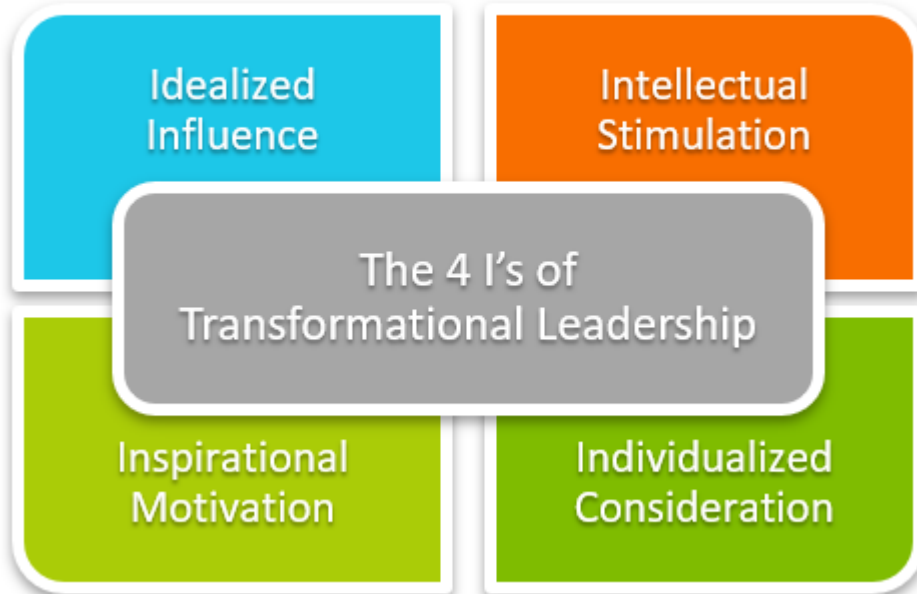 Idealized
Influence
Intellectual
Stimulation
The 4 I’s of
Transformational Leadership
Inspirational
Motivation
Individualized
Consideration